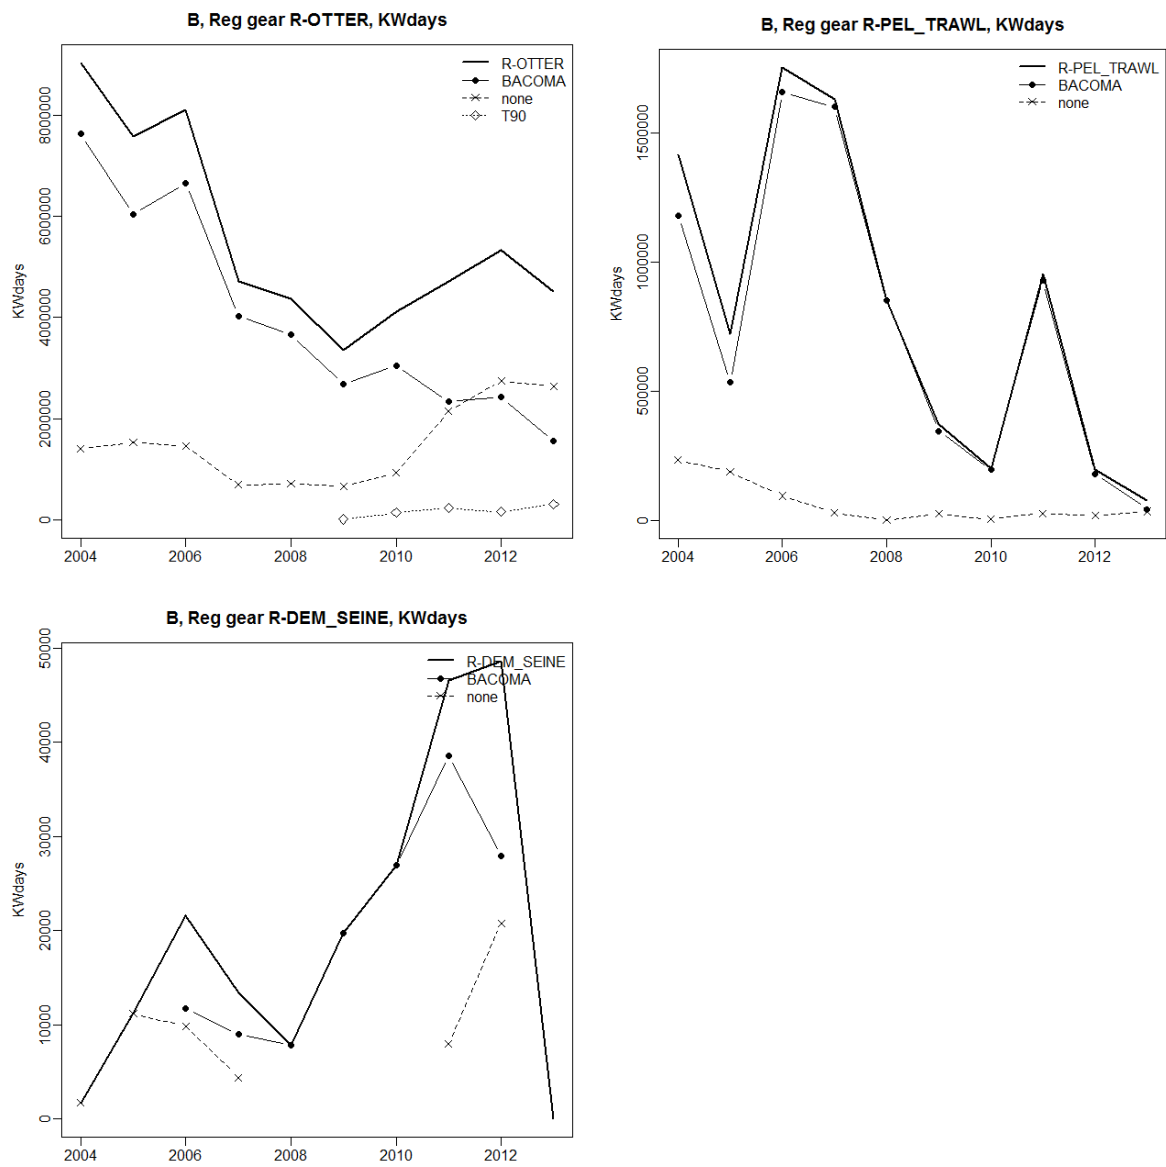 B, Reg gear R-OTTER, KWdays
R-OTTER
BACOMA
none
T90
KWdays
0
2000000
4000000
6000000
8000000
2004
2006
2008
2010
2012
B, Reg gear R-PEL_TRAWL, KWdays
R-PEL_TRAWL
BACOMA
none
KWdays
0
500000
1000000
1500000
2004
2006
2008
2010
2012
B, Reg gear R-DEM_SEINE, KWdays
R-DEM_SEINE
BACOMA
none
KWdays
0
10000
20000
30000
40000
50000
2004
2006
2008
2010
2012